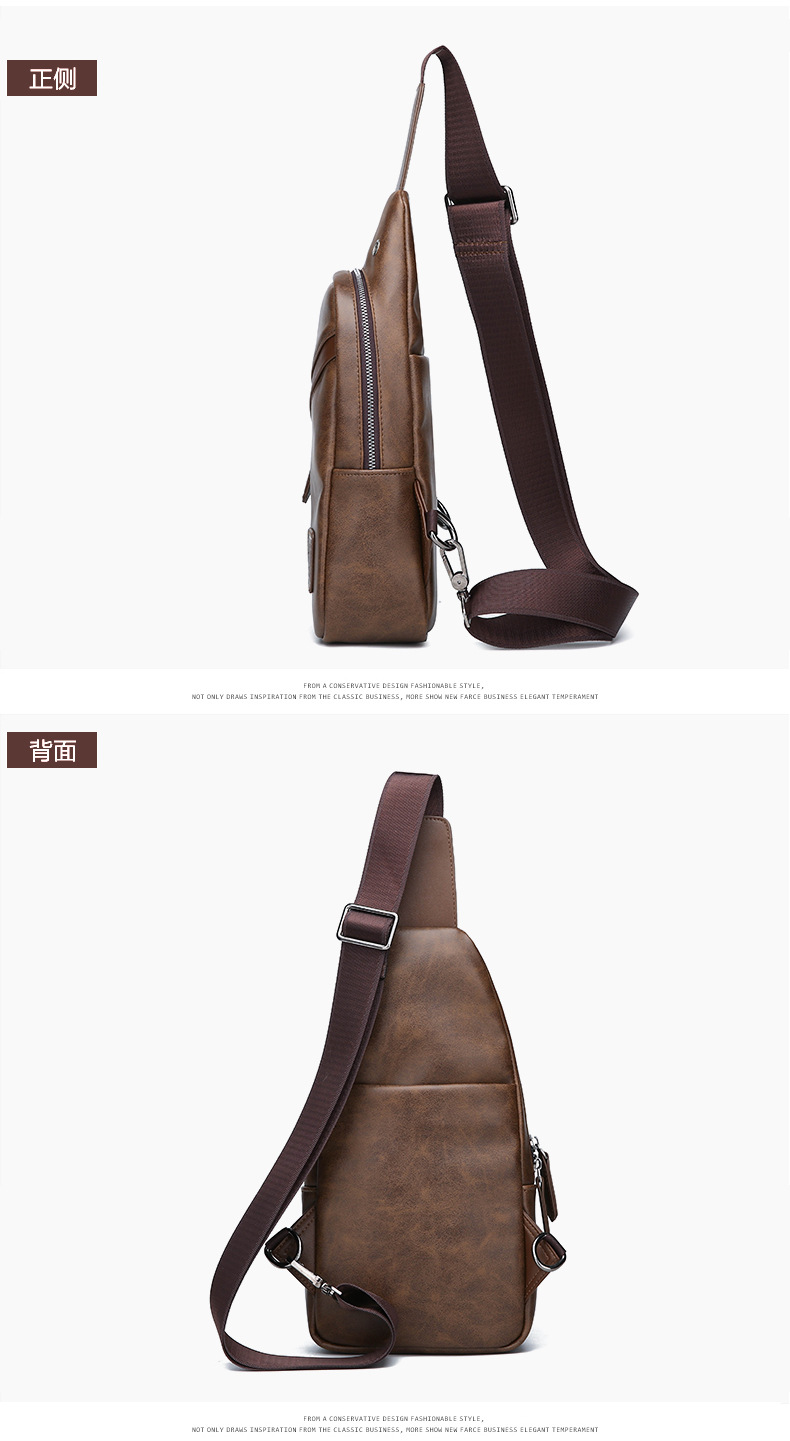 正侧
FROM A CONSERVATIVE DESIGN FASHIONABLE STYLE,
NOT ONLY DRAWS INSPIRATION FROM THE CLASSIC BUSINESS, MORE SHOW NEW FARCE BUSINESS ELEGANT TEMPERAMENT
背面
FROM A CONSERVATIVE DESIGN FASHIONABLE STYLE,
NOT ONLY DRAWS INSPIRATION FROM THE CLASSIC BUSINESS, MORE SHOW NEW FARCE BUSINESS ELEGANT TEMPERAMENT